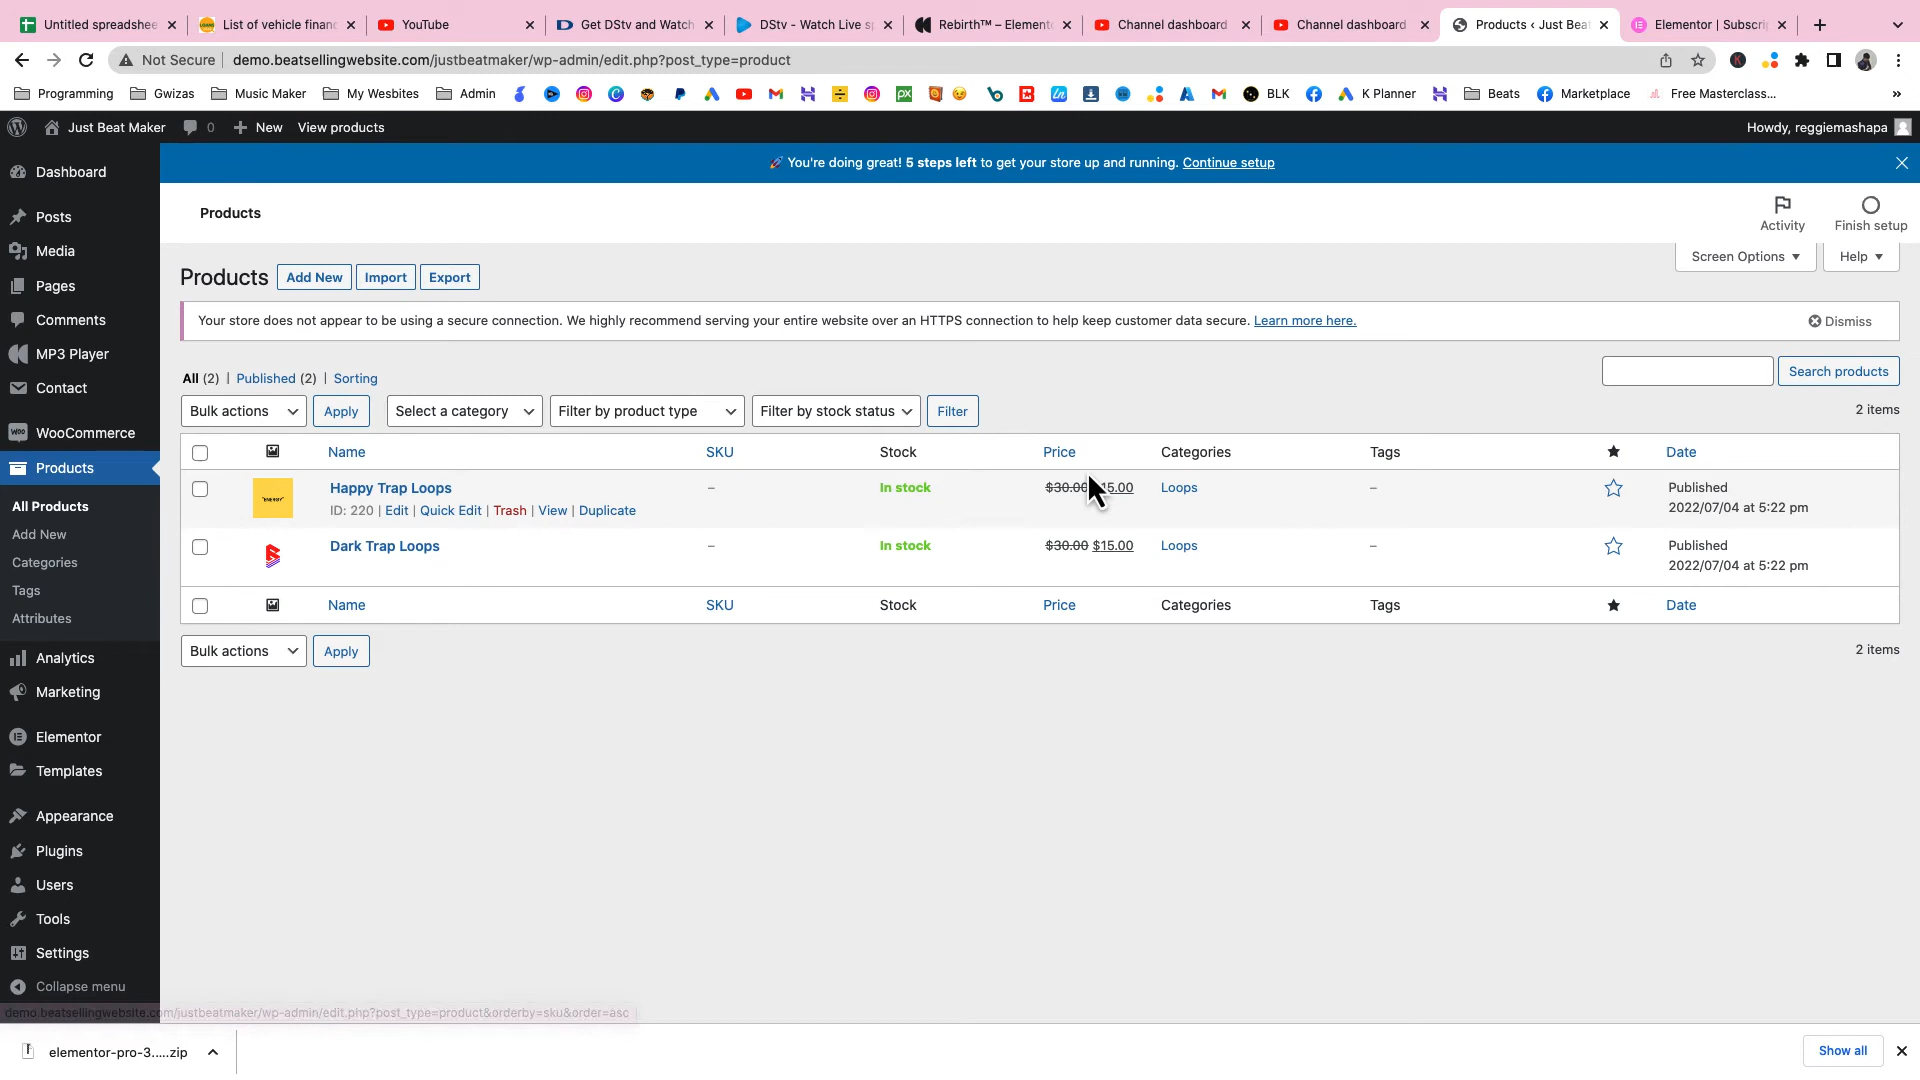 Untitled spreadshee
List of vehicle financ
YouTube
Get DStv and Watch
DStv - Watch Live s
Rebirth™ – Element
Channel dashboard
Channel dashboard
Products ‹ Just Bea
Elementor | Subscri
Not Secure
demo.beatsellingwebsite.com/justbeatmaker/wp-admin/edit.php?post_type=product
Programming
Gwizas
Music Maker
My Wesbites
Admin
BLK
K Planner
Beats
Marketplace
Free Masterclass...
»
Just Beat Maker
0
New
View products
Howdy, reggiemashapa
🚀 You're doing great! 5 steps left to get your store up and running. Continue setup
Products
Activity
Finish setup
Screen Options ▼
Help ▼
Products
Add New
Import
Export
Your store does not appear to be using a secure connection. We highly recommend serving your entire website over an HTTPS connection to help keep customer data secure. Learn more here.
Dismiss
All (2) | Published (2) | Sorting
Search products
Bulk actions
Apply
Select a category
Filter by product type
Filter by stock status
Filter
2 items
Name
SKU
Stock
Price
Categories
Tags
Date
"ENERGY"
Happy Trap Loops
–
In stock
$30.00 15.00
Loops
–
Published
2022/07/04 at 5:22 pm
ID: 220 | Edit | Quick Edit | Trash | View | Duplicate
Dark Trap Loops
–
In stock
$30.00 $15.00
Loops
–
Published
2022/07/04 at 5:22 pm
Name
SKU
Stock
Price
Categories
Tags
Date
Bulk actions
Apply
2 items
Dashboard
Posts
Media
Pages
Comments
MP3 Player
Contact
WooCommerce
Products
All Products
Add New
Categories
Tags
Attributes
Analytics
Marketing
Elementor
Templates
Appearance
Plugins
Users
Tools
Settings
Collapse menu
demo.beatsellingwebsite.com/justbeatmaker/wp-admin/edit.php?post_type=product&orderby=sku&order=asc
elementor-pro-3.....zip
Show all